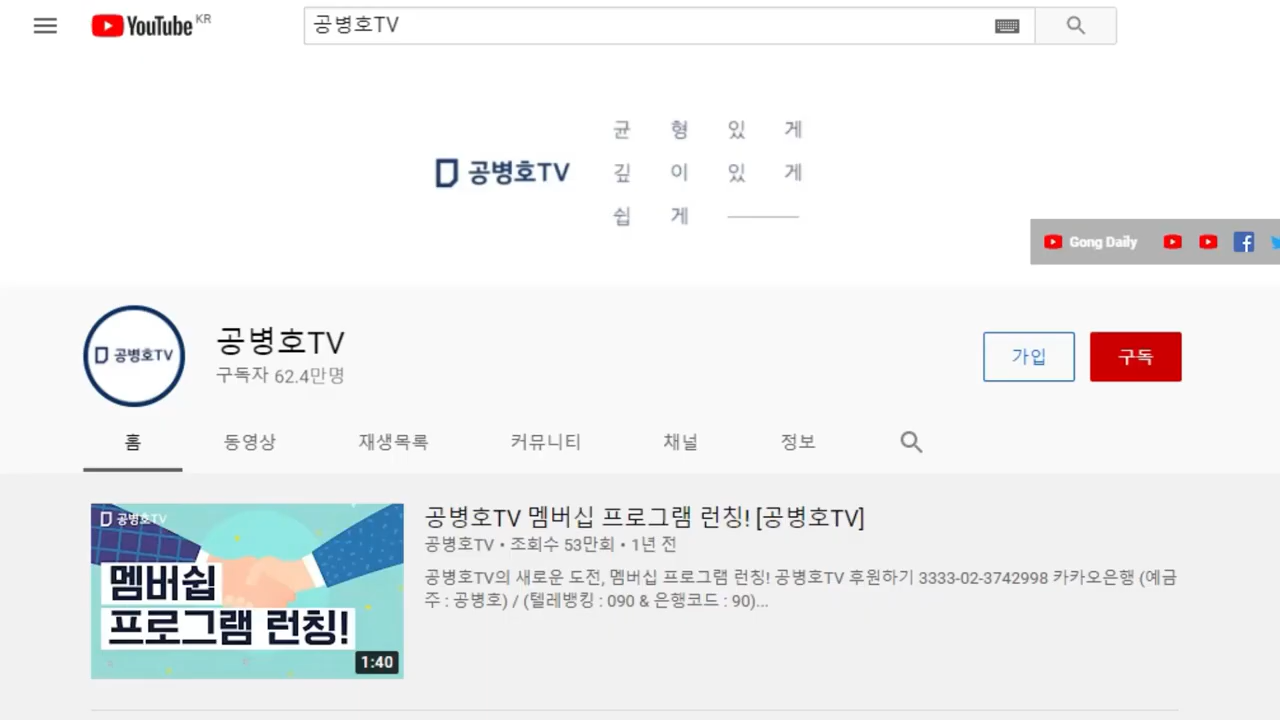 YouTube KR
공병호TV
균 형 있 게
공병호TV
깊 이 있 게
쉽 게
Gong Daily
공병호TV
공병호TV
구독자 62.4만명
가입
구독
홈
동영상
재생목록
커뮤니티
채널
정보
공병호TV
멤버쉽
프로그램 런칭!
1:40
공병호TV 멤버십 프로그램 런칭! [공병호TV]
공병호TV • 조회수 53만회 • 1년 전
공병호TV의 새로운 도전, 멤버십 프로그램 런칭! 공병호TV 후원하기 3333-02-3742998 카카오은행 (예금
주 : 공병호) / (텔레뱅킹 : 090 & 은행코드 : 90)...